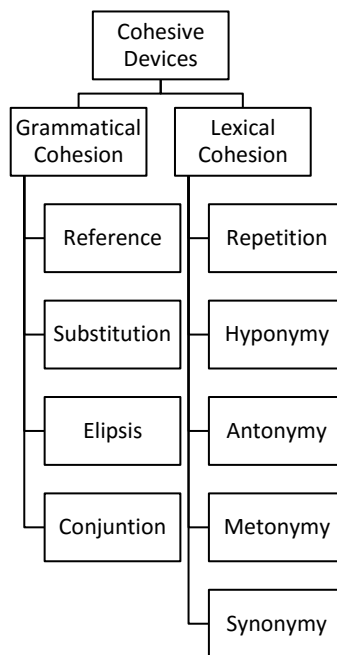 Cohesive
Devices
Grammatical
Cohesion
Reference
Substitution
Elipsis
Conjuntion
Lexical
Cohesion
Repetition
Hyponymy
Antonymy
Metonymy
Synonymy